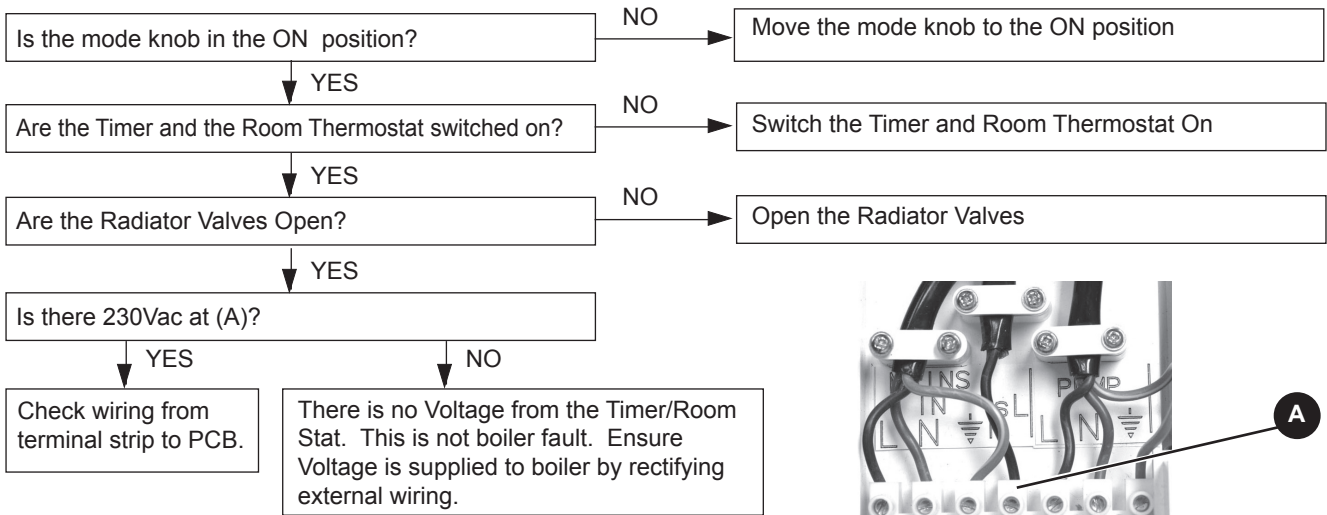 Is the mode knob in the ON position?
NO
Move the mode knob to the ON position
YES
Are the Timer and the Room Thermostat switched on?
NO
Switch the Timer and Room Thermostat On
YES
Are the Radiator Valves Open?
NO
Open the Radiator Valves
YES
Is there 230Vac at (A)?
YES
NO
Check wiring from
terminal strip to PCB.
There is no Voltage from the Timer/Room
Stat. This is not boiler fault. Ensure
Voltage is supplied to boiler by rectifying
external wiring.
IN
L N
L N
A